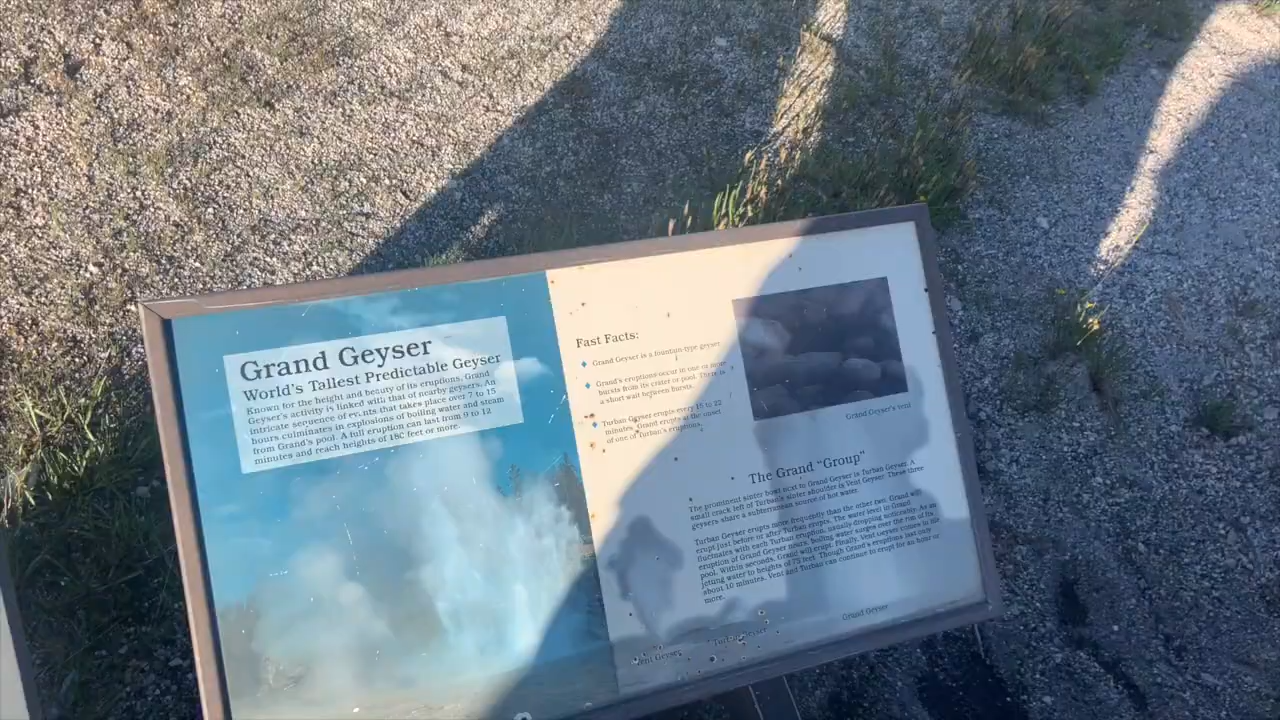 Grand Geyser
World's Tallest Predictable Geyser
Known for the height and beauty of its eruptions, Grand
Geyser's activity is linked with that of nearby geysers. An
intricate sequence of events that takes place over 7 to 15
hours culminates in explosions of boiling water and steam
from Grand's pool. A full eruption can last from 9 to 12
minutes and reach heights of 180 feet or more.
Fast Facts:
Grand Geyser is a fountain-type geyser
Grand's eruptions occur in one or more
bursts from its crater or pool. There is
a short wait between bursts.
Turban Geyser erupts every 15 to 22
minutes. Grand erupts at the onset
of one of Turban's eruptions.
Grand Geyser's vent
The Grand "Group"
The prominent sinter bowl next to Grand Geyser is Turban Geyser. A
small crack left of Turban's sinter shoulder is Vent Geyser. These three
geysers share a subterranean source of hot water.
Turban Geyser erupts more frequently than the other two. Grand will
erupt just before or after Turban erupts. The water level in Grand
fluctuates with each Turban eruption, usually dropping noticeably. As an
eruption of Grand Geyser nears, boiling water surges over the rim of its
pool. Within seconds, Grand will erupt. Finally, Vent Geyser comes to life
jetting water to heights of 75 feet. Though Grand's eruptions last only
about 10 minutes, Vent and Turban can continue to erupt for an hour or
more.
Vent Geyser
Turban Geyser
Grand Geyser